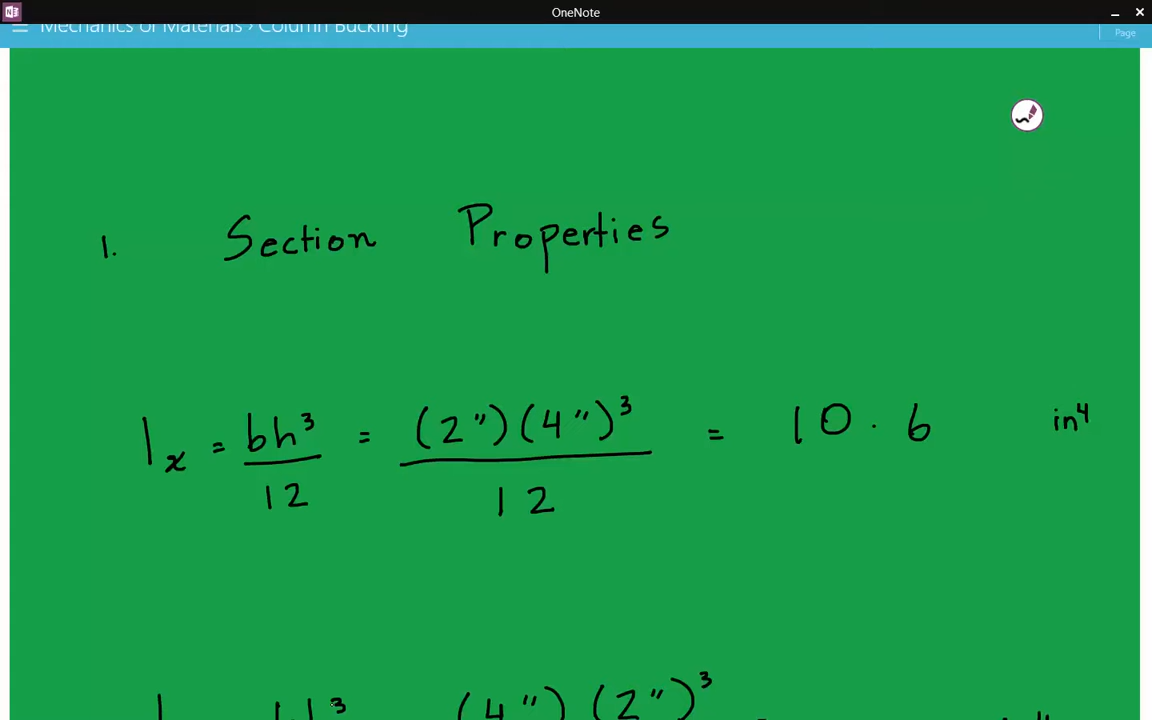 OneNote
Mechanics of Materials › Column Buckling
Page
1. Section Properties
Ix = bh³/12 = (2")(4")³/12 = 10.6 in⁴
(4") (2")³